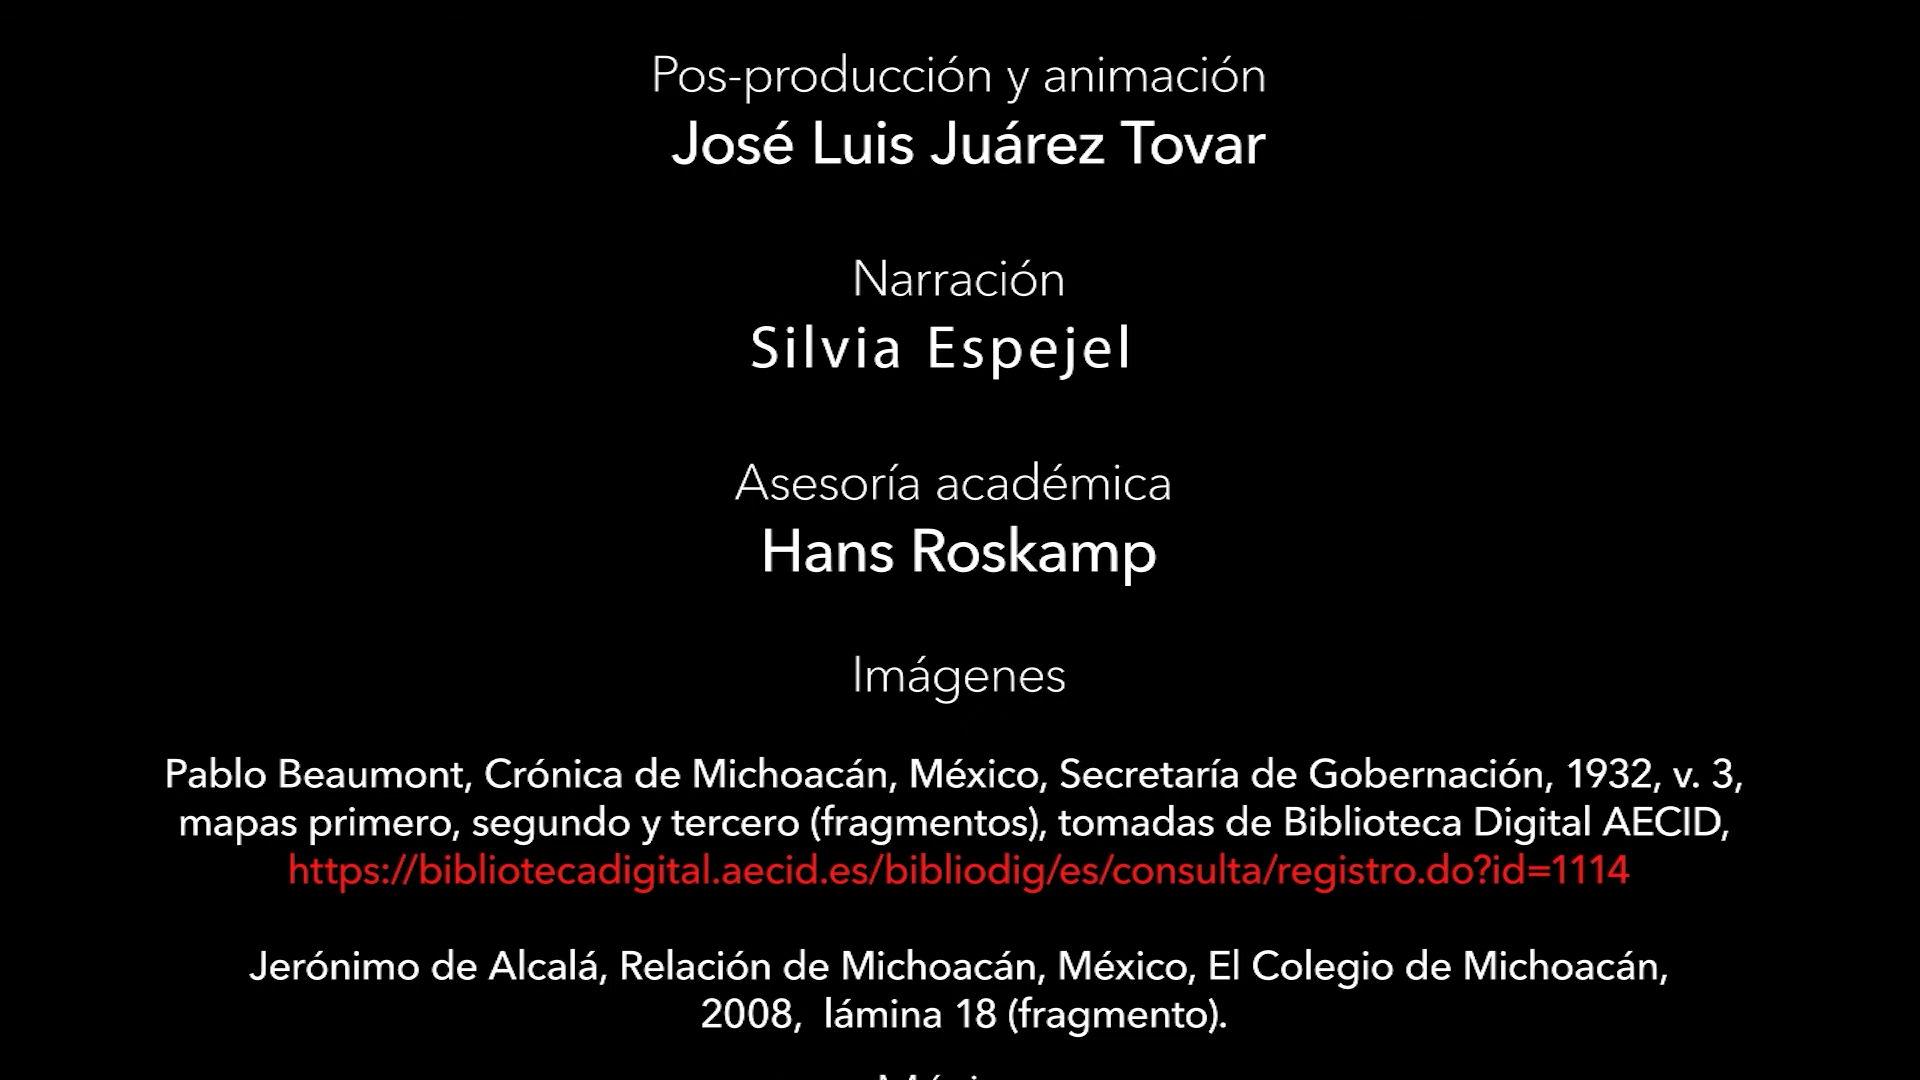 Pos-producción y animación
José Luis Juárez Tovar
Narración
Silvia Espejel
Asesoría académica
Hans Roskamp
Imágenes
Pablo Beaumont, Crónica de Michoacán, México, Secretaría de Gobernación, 1932, v. 3,
mapas primero, segundo y tercero (fragmentos), tomadas de Biblioteca Digital AECID,
https://bibliotecadigital.aecid.es/bibliodig/es/consulta/registro.do?id=1114
Jerónimo de Alcalá, Relación de Michoacán, México, El Colegio de Michoacán,
2008, lámina 18 (fragmento).